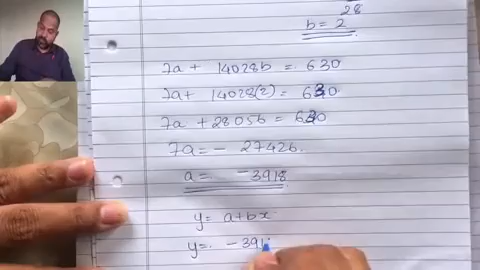 28
b = 2
7a + 14028b = 630
7a + 14028(2) = 630
7a + 28056 = 630
7a = - 27426.
a = -3918
y = a+bx
y = -391